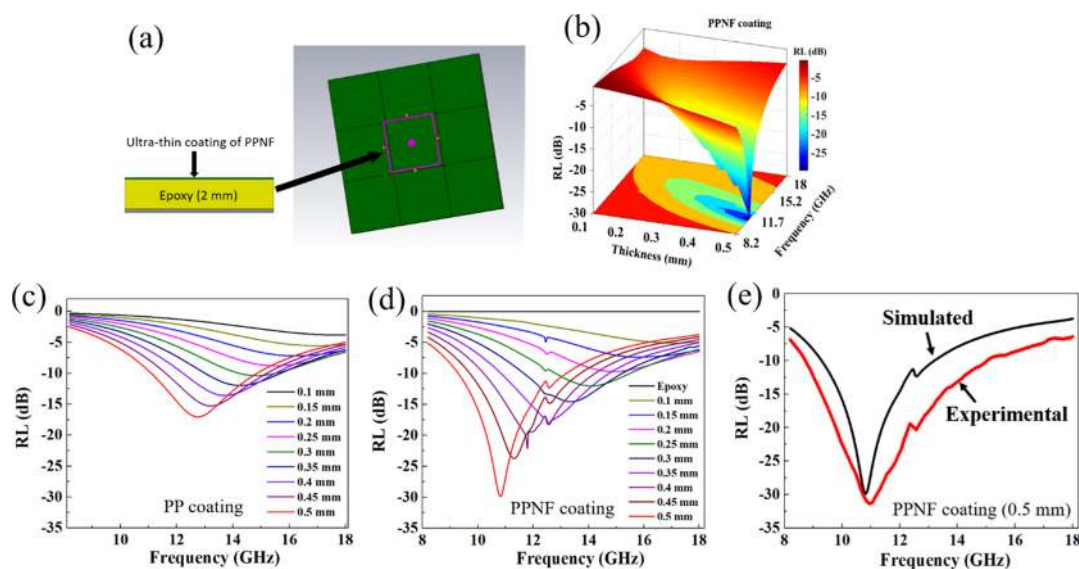 (a)
Ultra-thin coating of PPNF
Epoxy (2 mm)
(b)
PPNF coating
RL (dB)
-5
-10
-15
-20
-25
-5
-10
-15
-20
-25
-30
RL (dB)
0.1
0.2
0.3
0.4
0.5
Thickness (mm)
8.2
11.7
15.2
18
Frequency (GHz)
(c)
0
-5
-10
-15
-20
-25
-30
-35
RL (dB)
0.1 mm
0.15 mm
0.2 mm
0.25 mm
0.3 mm
0.35 mm
0.4 mm
0.45 mm
0.5 mm
PP coating
10
12
14
16
18
Frequency (GHz)
(d)
0
-5
-10
-15
-20
-25
-30
-35
RL (dB)
Epoxy
0.1 mm
0.15 mm
0.2 mm
0.25 mm
0.3 mm
0.35 mm
0.4 mm
0.45 mm
0.5 mm
PPNF coating
10
12
14
16
18
Frequency (GHz)
(e)
0
-5
-10
-15
-20
-25
-30
-35
RL (dB)
Simulated
Experimental
PPNF coating (0.5 mm)
8
10
12
14
16
18
Frequency (GHz)